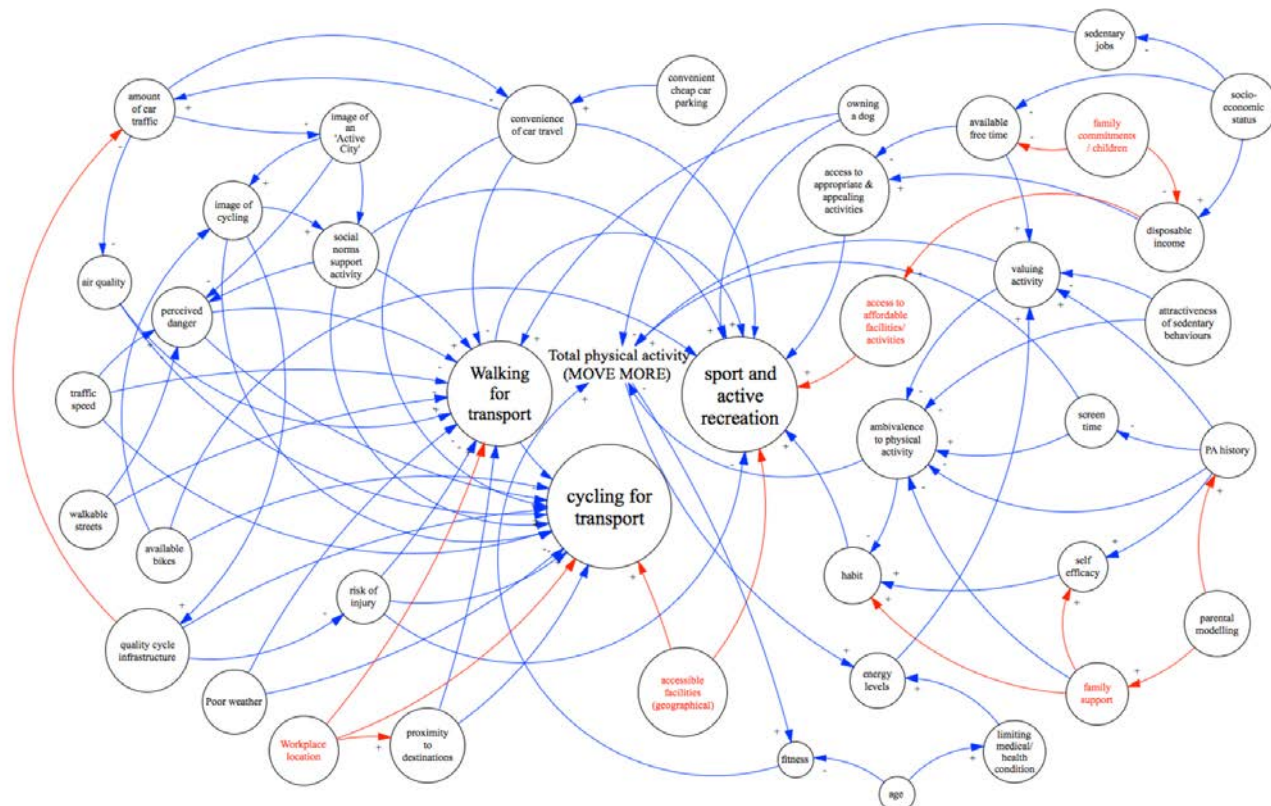 sedentary
jobs
amount
of car
traffic
convenient
cheap car
parking
socio-
economic
status
image of
an
'Active
City'
convenience
of car travel
owning
a dog
available
free time
family
commitments
/ children
access to
appropriate &
appealing
activities
image of
cycling
social
norms
support
activity
disposable
income
air quality
valuing
activity
perceived
danger
access to
affordable
facilities/
activities
attractiveness
of sedentary
behaviours
Total physical activity
(MOVE MORE)
Walking
for
transport
sport and
active
recreation
traffic
speed
ambivalence
to physical
activity
screen
time
PA history
cycling for
transport
walkable
streets
available
bikes
habit
self
efficacy
risk of
injury
quality cycle
infrastructure
parental
modelling
Poor weather
accessible
facilities
(geographical)
energy
levels
family
support
Workplace
location
proximity
to
destinations
fitness
limiting
medical/
health
condition
age